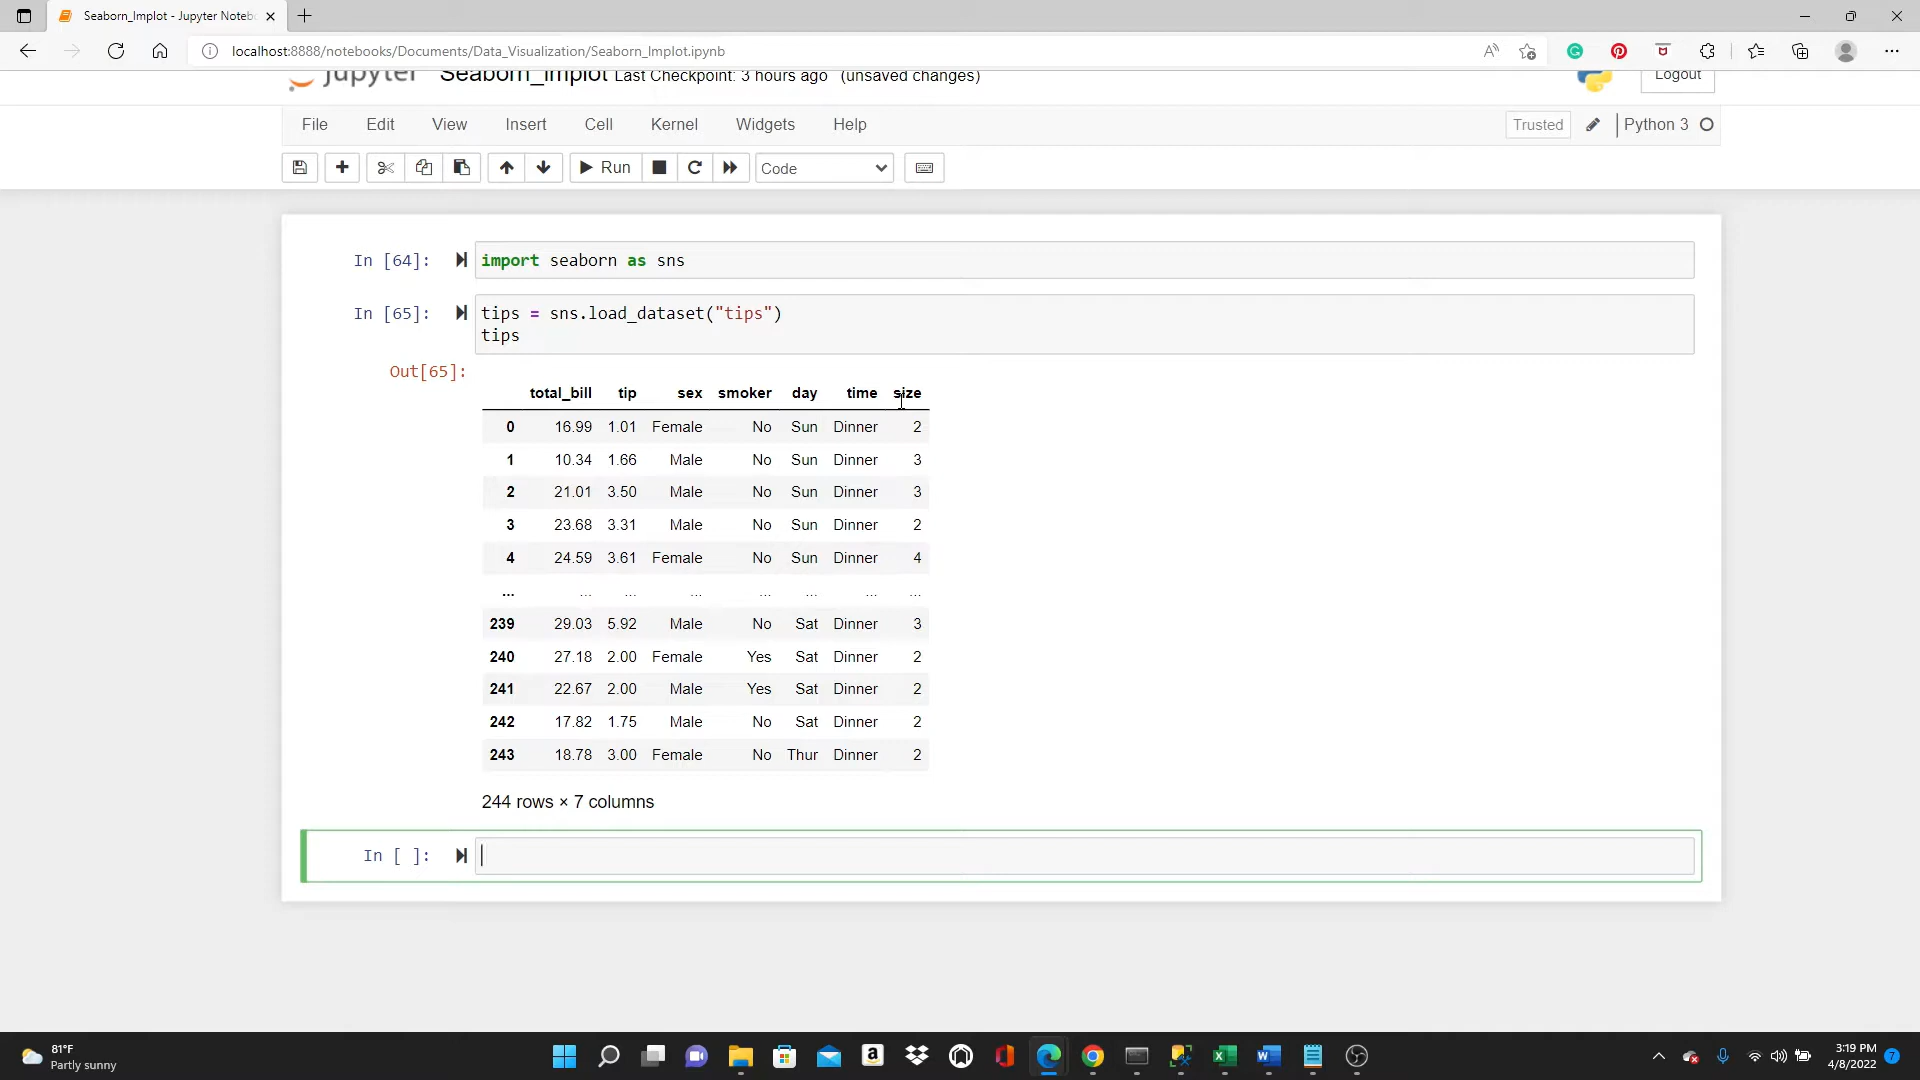 Seaborn_lmplot - Jupyter Noteb
localhost:8888/notebooks/Documents/Data_Visualization/Seaborn_lmplot.ipynb
jupyter Seaborn_lmplot Last Checkpoint: 3 hours ago (unsaved changes) Logout
File Edit View Insert Cell Kernel Widgets Help Trusted Python 3
Run Code
In [64]: import seaborn as sns
In [65]: tips = sns.load_dataset("tips")
tips
Out[65]:
total_bill tip sex smoker day time size
0 16.99 1.01 Female No Sun Dinner 2
1 10.34 1.66 Male No Sun Dinner 3
2 21.01 3.50 Male No Sun Dinner 3
3 23.68 3.31 Male No Sun Dinner 2
4 24.59 3.61 Female No Sun Dinner 4
... ... ... ... ... ... ... ...
239 29.03 5.92 Male No Sat Dinner 3
240 27.18 2.00 Female Yes Sat Dinner 2
241 22.67 2.00 Male Yes Sat Dinner 2
242 17.82 1.75 Male No Sat Dinner 2
243 18.78 3.00 Female No Thur Dinner 2
244 rows × 7 columns
In [ ]:
81°F
Partly sunny
3:19 PM
4/8/2022
7